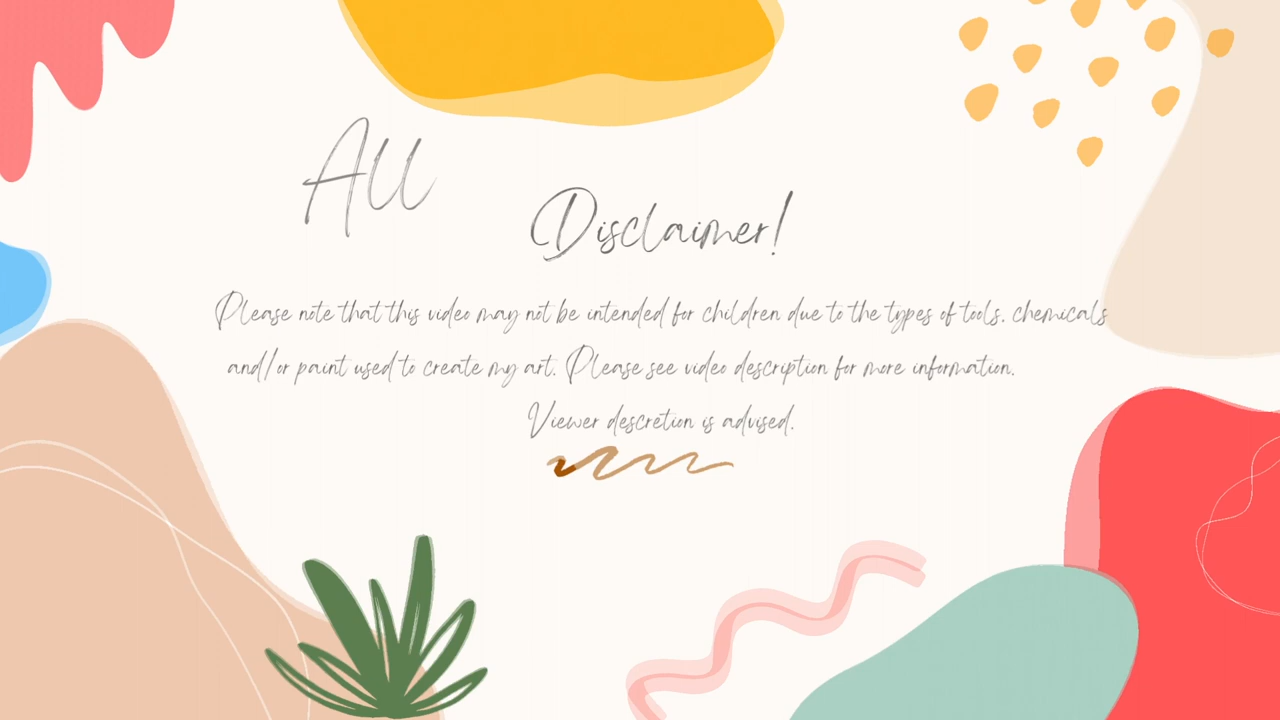 All
Disclaimer!
Please note that this video may not be intended for children due to the types of tools. chemicals
and/or paint used to create my art. Please see video description for more information.
Viewer descretion is advised.